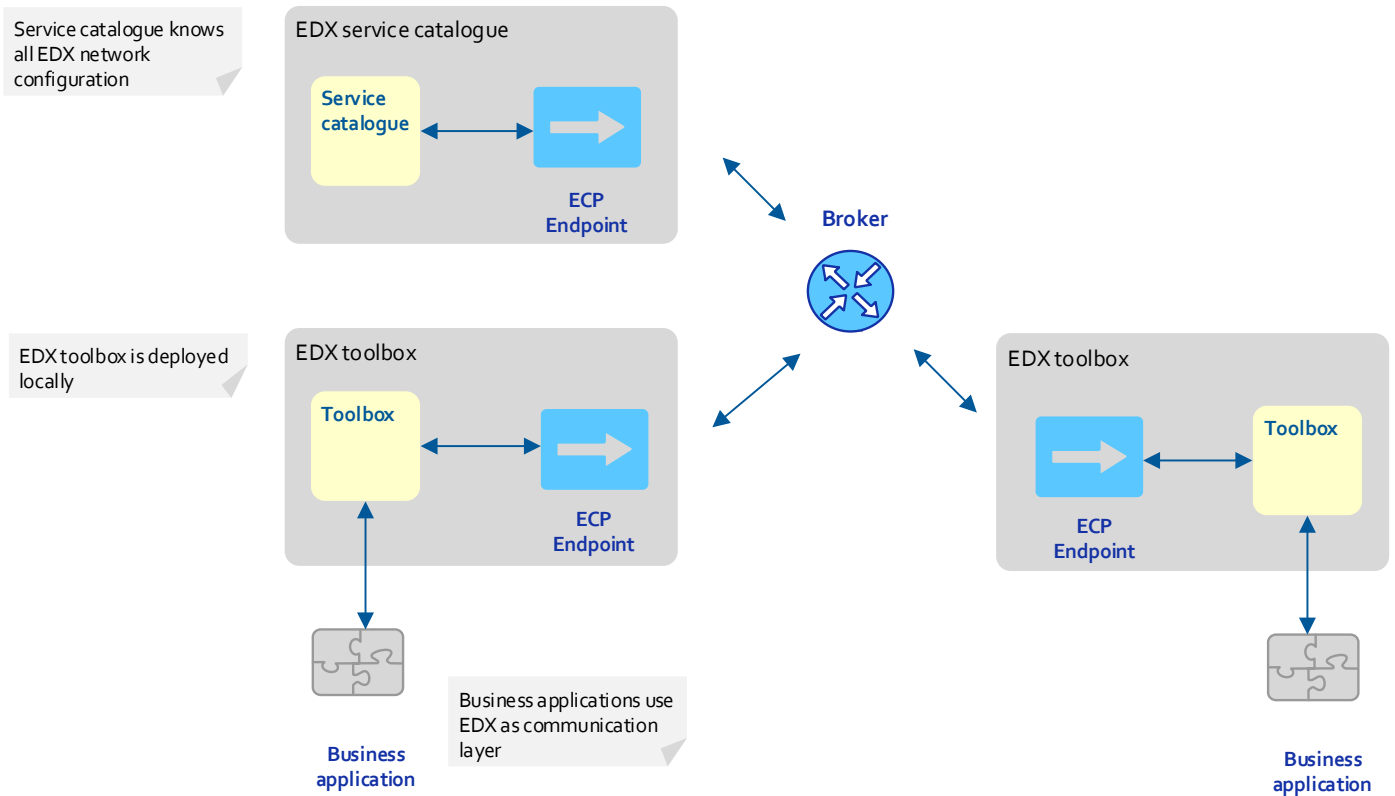 Service catalogue knows
all EDX network
configuration
EDX service catalogue
Service
catalogue
ECP
Endpoint
Broker
EDX toolbox is deployed
locally
EDX toolbox
Toolbox
ECP
Endpoint
EDX toolbox
Toolbox
ECP
Endpoint
Business applications use
EDX as communication
layer
Business
application
Business
application